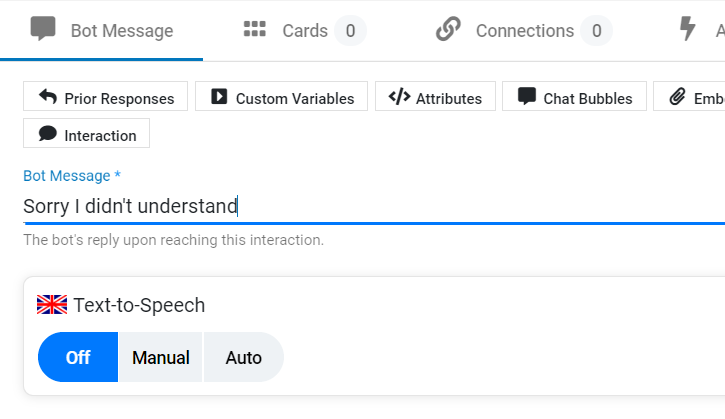 Bot Message Cards 0 Connections 0 A
Prior Responses Custom Variables Attributes Chat Bubbles Emb
Interaction
Bot Message *
Sorry I didn't understand
The bot's reply upon reaching this interaction.
Text-to-Speech
Off Manual Auto